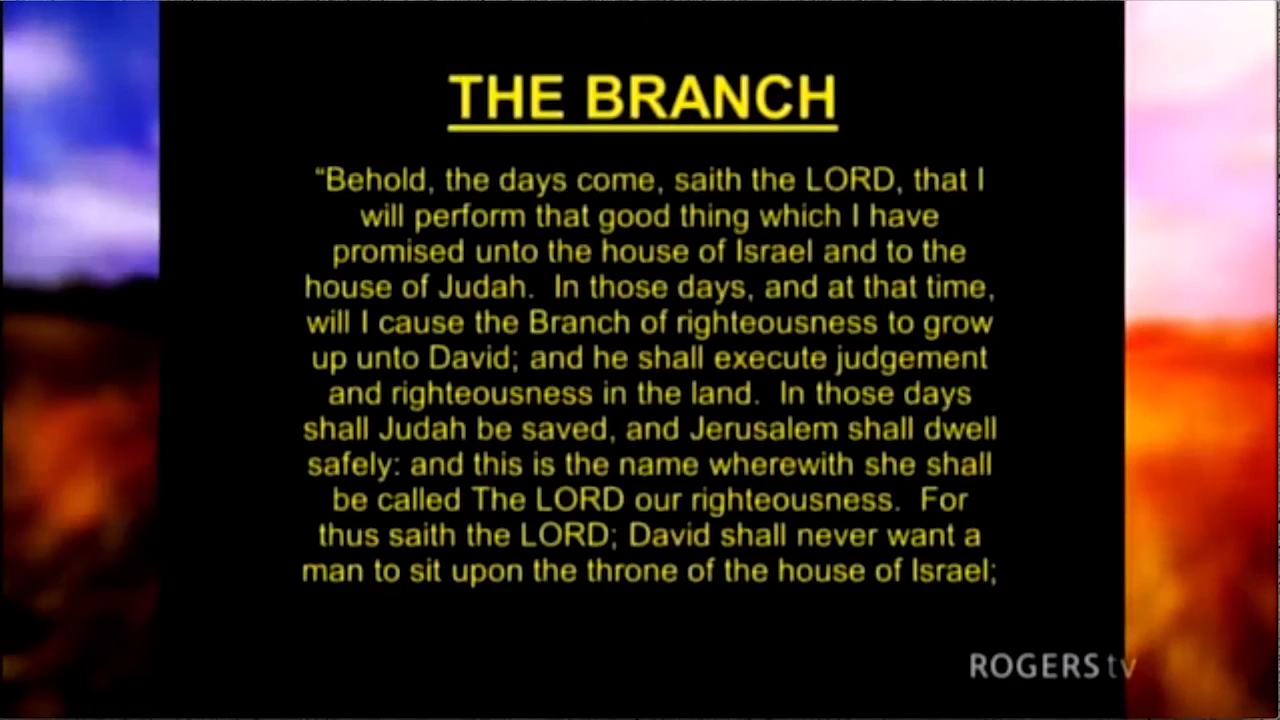 THE BRANCH
“Behold, the days come, saith the LORD, that I
will perform that good thing which I have
promised unto the house of Israel and to the
house of Judah.  In those days, and at that time,
will I cause the Branch of righteousness to grow
up unto David; and he shall execute judgement
and righteousness in the land.  In those days
shall Judah be saved, and Jerusalem shall dwell
safely: and this is the name wherewith she shall
be called The LORD our righteousness.  For
thus saith the LORD; David shall never want a
man to sit upon the throne of the house of Israel;
ROGERS tv